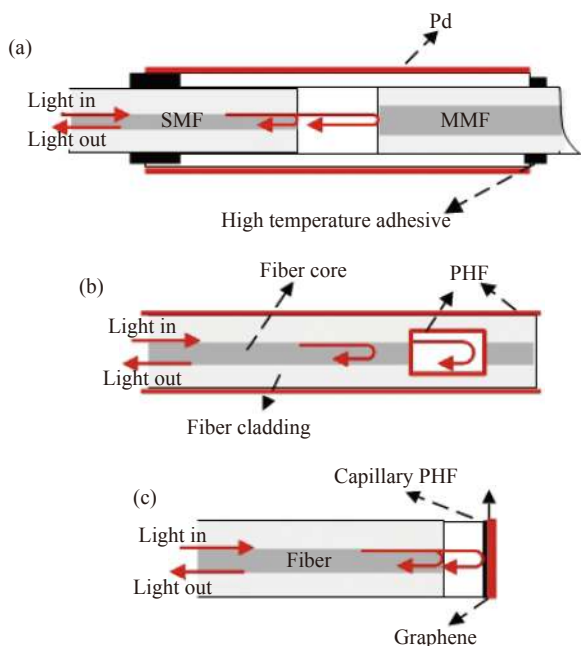 Pd
(a)
Light in
SMF
MMF
Light out
High temperature adhesive
Fiber core
PHF
(b)
Light in
Light out
Fiber cladding
Capillary PHF
(c)
Light in
Fiber
Light out
Graphene